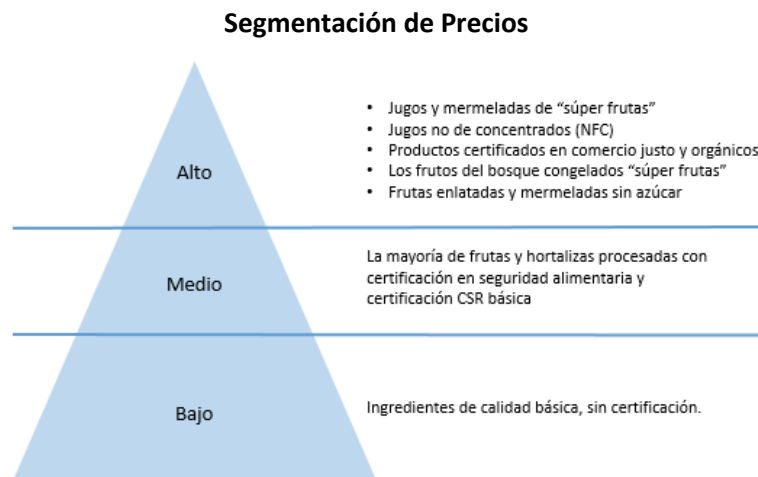 Segmentación de Precios
Alto
• Jugos y mermeladas de “súper frutas”
• Jugos no de concentrados (NFC)
• Productos certificados en comercio justo y orgánicos
• Los frutos del bosque congelados “súper frutas”
• Frutas enlatadas y mermeladas sin azúcar
Medio
La mayoría de frutas y hortalizas procesadas con
certificación en seguridad alimentaria y
certificación CSR básica
Bajo
Ingredientes de calidad básica, sin certificación.